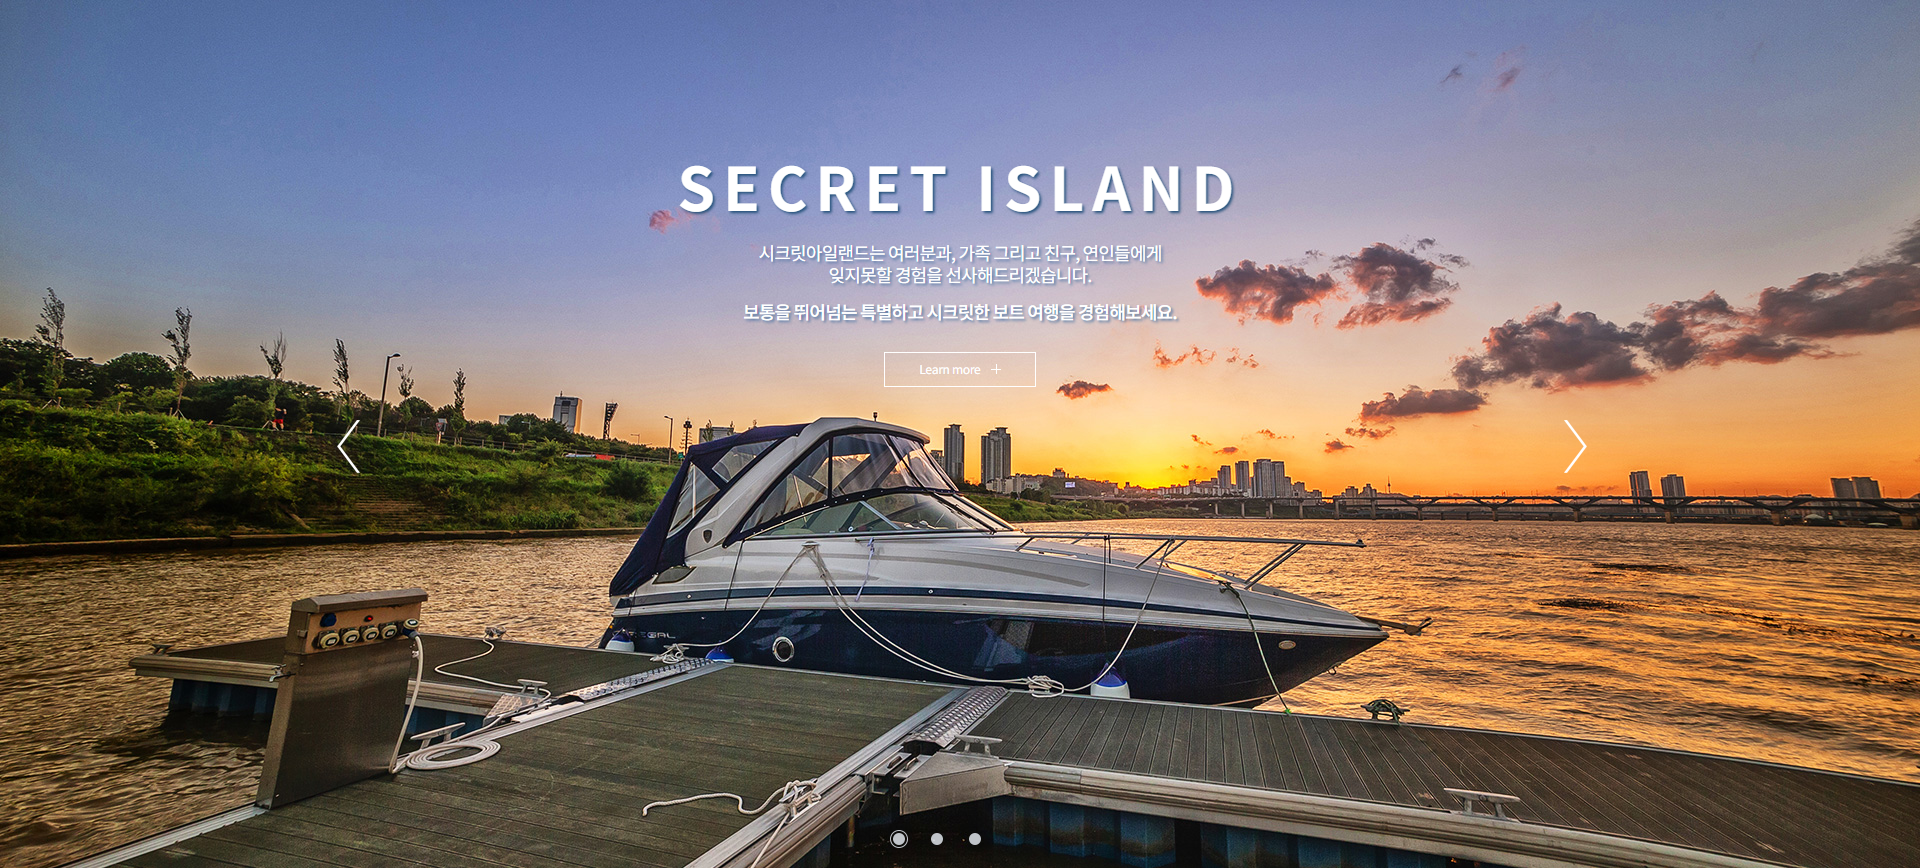 SECRET ISLAND
시크릿아일랜드는 여러분과, 가족 그리고 친구, 연인들에게
잊지못할 경험을 선사해드리겠습니다.
보통을 뛰어넘는 특별하고 시크릿한 보트 여행을 경험해보세요.
Learn more +
REGAL